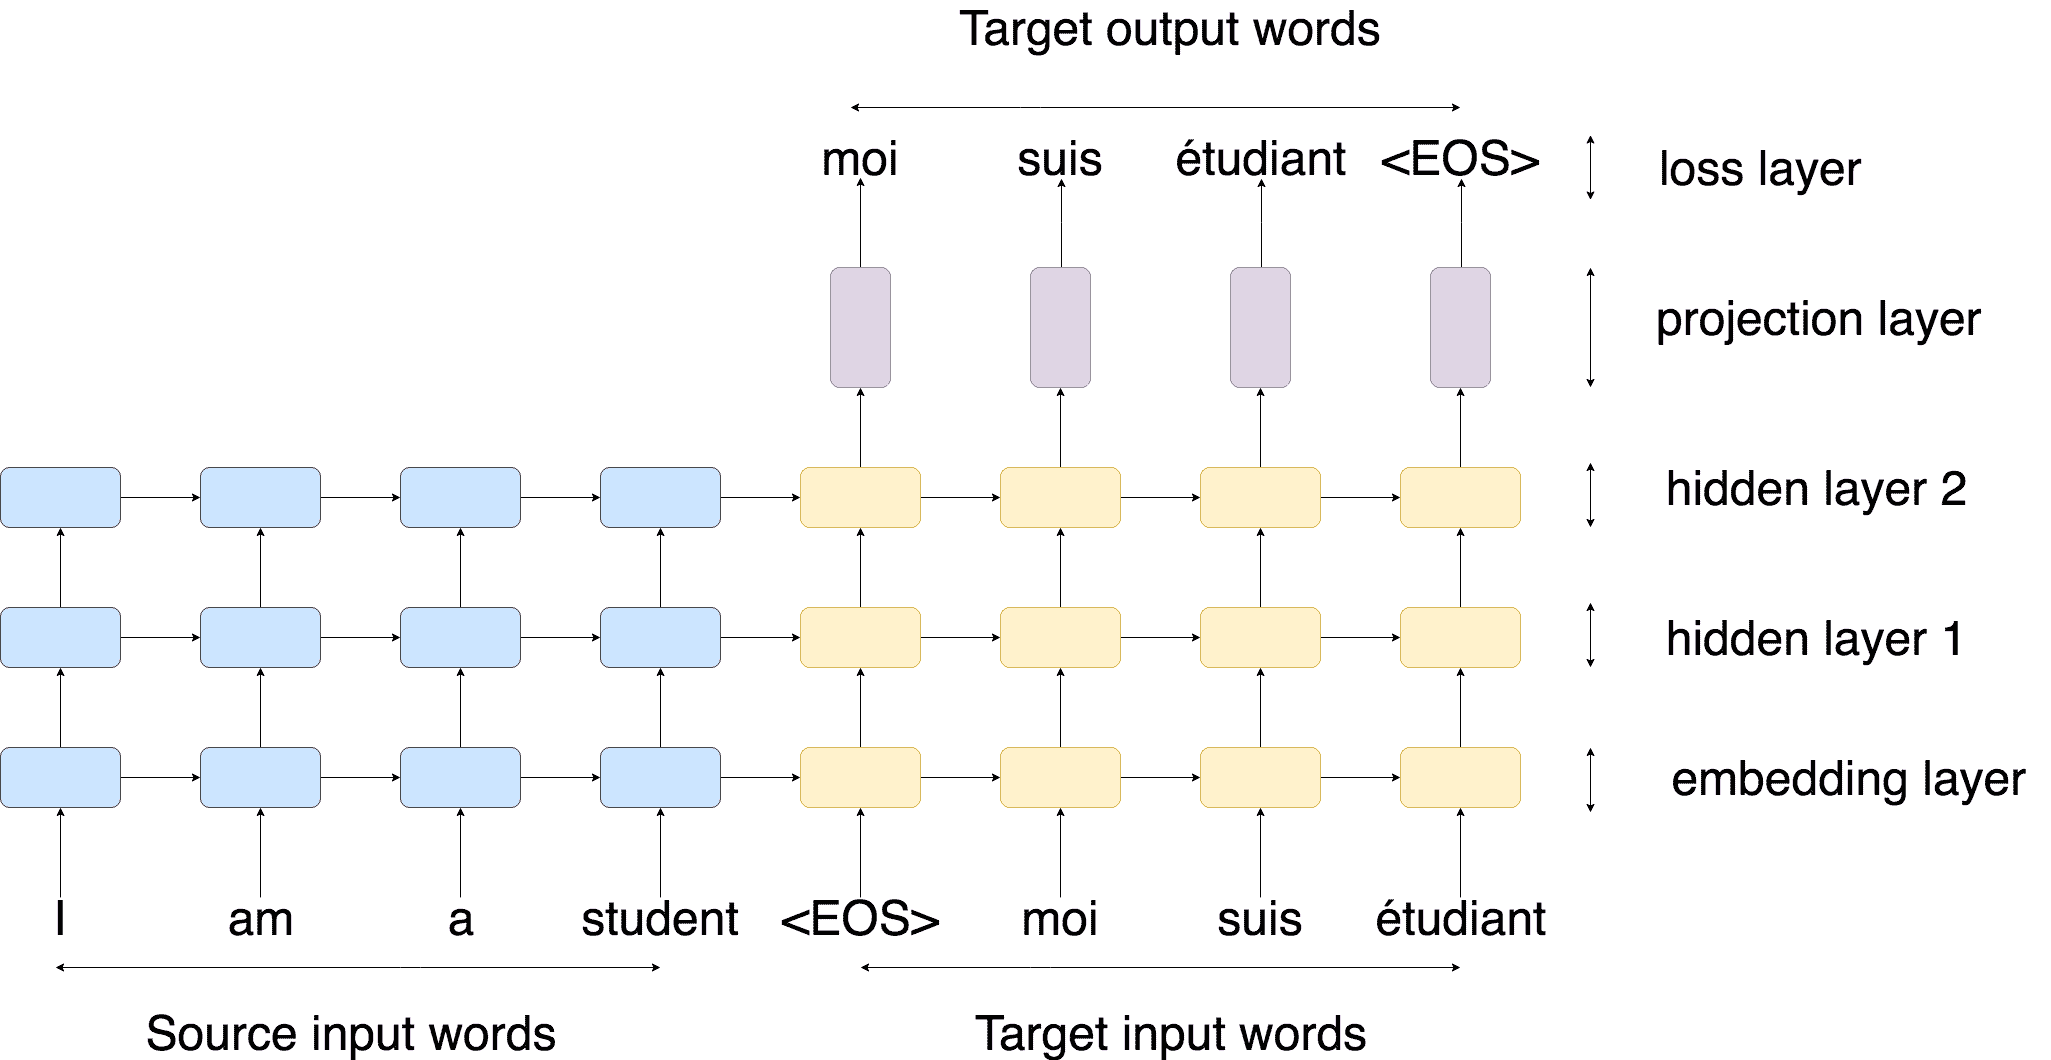 Target output words
moi suis étudiant <EOS>
loss layer
projection layer
hidden layer 2
hidden layer 1
embedding layer
I am a student <EOS> moi suis étudiant
Source input words
Target input words